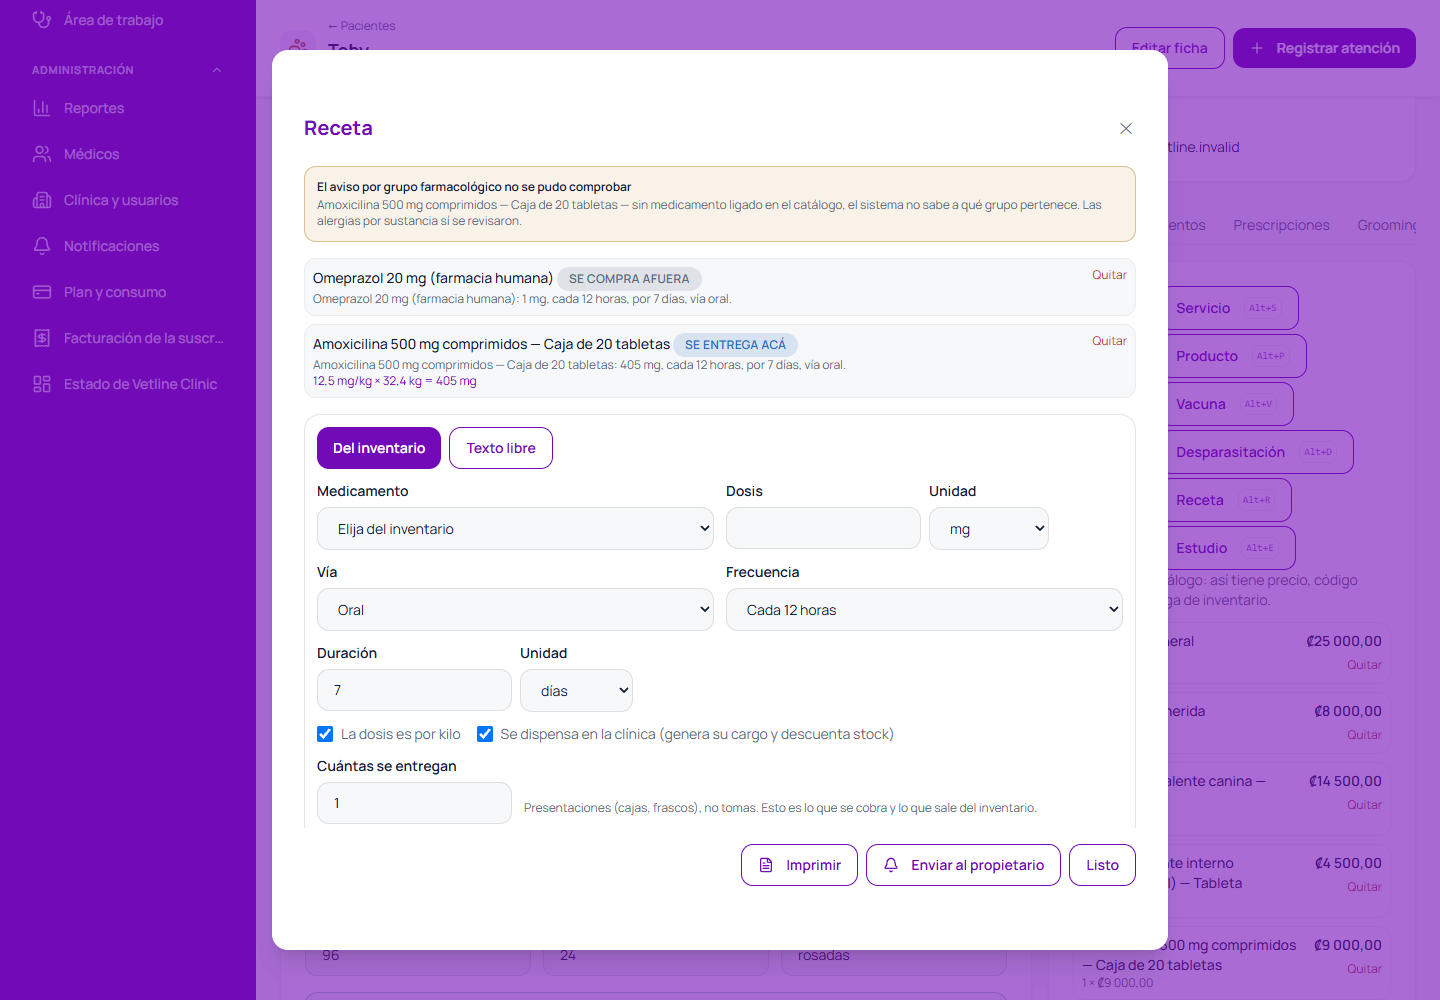 Área de trabajo
ADMINISTRACIÓN
Reportes
Médicos
Clínica y usuarios
Notificaciones
Plan y consumo
Facturación de la suscr...
Estado de Vetline Clinic
← Pacientes
Toby
Editar ficha
Registrar atención
tline.invalid
entos
Prescripciones
Grooming
Receta
El aviso por grupo farmacológico no se pudo comprobar
Amoxicilina 500 mg comprimidos — Caja de 20 tabletas — sin medicamento ligado en el catálogo, el sistema no sabe a qué grupo pertenece. Las
alergias por sustancia sí se revisaron.
Omeprazol 20 mg (farmacia humana) SE COMPRA AFUERA
Quitar
Omeprazol 20 mg (farmacia humana): 1 mg, cada 12 horas, por 7 días, vía oral.
Amoxicilina 500 mg comprimidos — Caja de 20 tabletas SE ENTREGA ACÁ
Quitar
Amoxicilina 500 mg comprimidos — Caja de 20 tabletas: 405 mg, cada 12 horas, por 7 días, vía oral.
12,5 mg/kg × 32,4 kg = 405 mg
Del inventario
Texto libre
Medicamento
Dosis
Unidad
Elija del inventario
mg
Vía
Frecuencia
Oral
Cada 12 horas
Duración
Unidad
7
días
La dosis es por kilo
Se dispensa en la clínica (genera su cargo y descuenta stock)
Cuántas se entregan
1
Presentaciones (cajas, frascos), no tomas. Esto es lo que se cobra y lo que sale del inventario.
Imprimir
Enviar al propietario
Listo
Servicio Alt+S
Producto Alt+P
Vacuna Alt+V
Desparasitación Alt+D
Receta Alt+R
Estudio Alt+E
álogo: así tiene precio, código
ga de inventario.
neral
₡25 000,00
Quitar
herida
₡8 000,00
Quitar
alente canina —
₡14 500,00
Quitar
te interno
₡4 500,00
) — Tableta
Quitar
500 mg comprimidos
₡9 000,00
— Caja de 20 tabletas
Quitar
1 × ₡9 000,00
96
24
rosadas